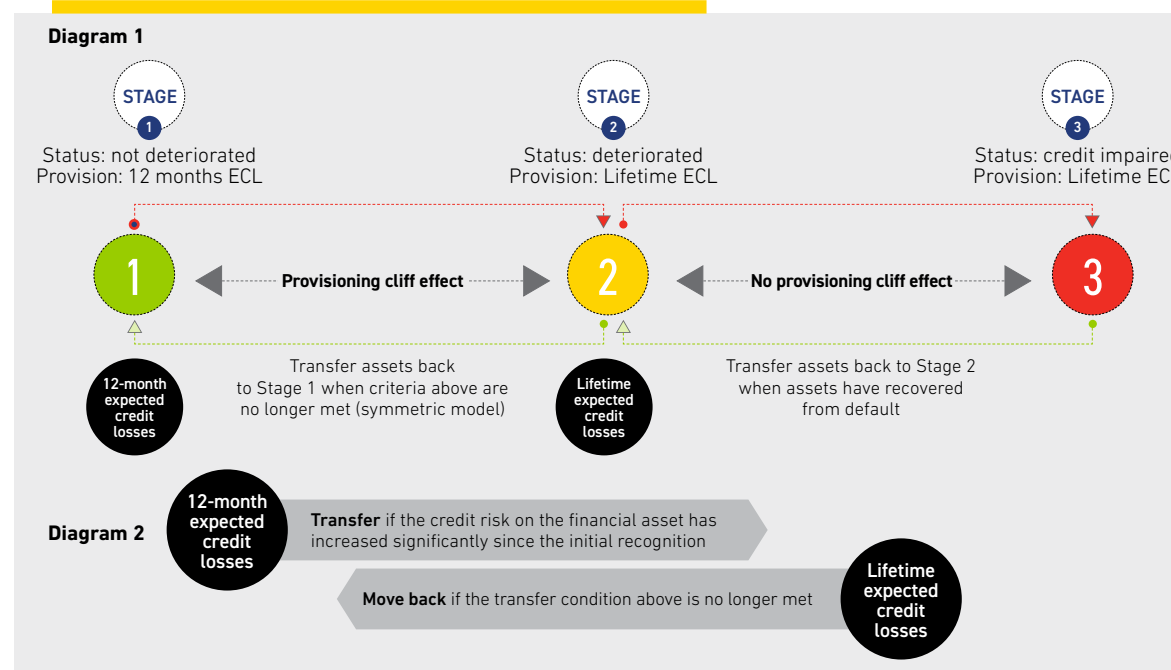 Diagram 1
STAGE
1
Status: not deteriorated
Provision: 12 months ECL
STAGE
2
Status: deteriorated
Provision: Lifetime ECL
STAGE
3
Status: credit impaired
Provision: Lifetime EC
1
Provisioning cliff effect
2
No provisioning cliff effect
3
12-month
expected
credit
losses
Transfer assets back
to Stage 1 when criteria above are
no longer met (symmetric model)
Lifetime
expected
credit
losses
Transfer assets back to Stage 2
when assets have recovered
from default
Diagram 2
12-month
expected
credit
losses
Transfer if the credit risk on the financial asset has
increased significantly since the initial recognition
Move back if the transfer condition above is no longer met
Lifetime
expected
credit
losses